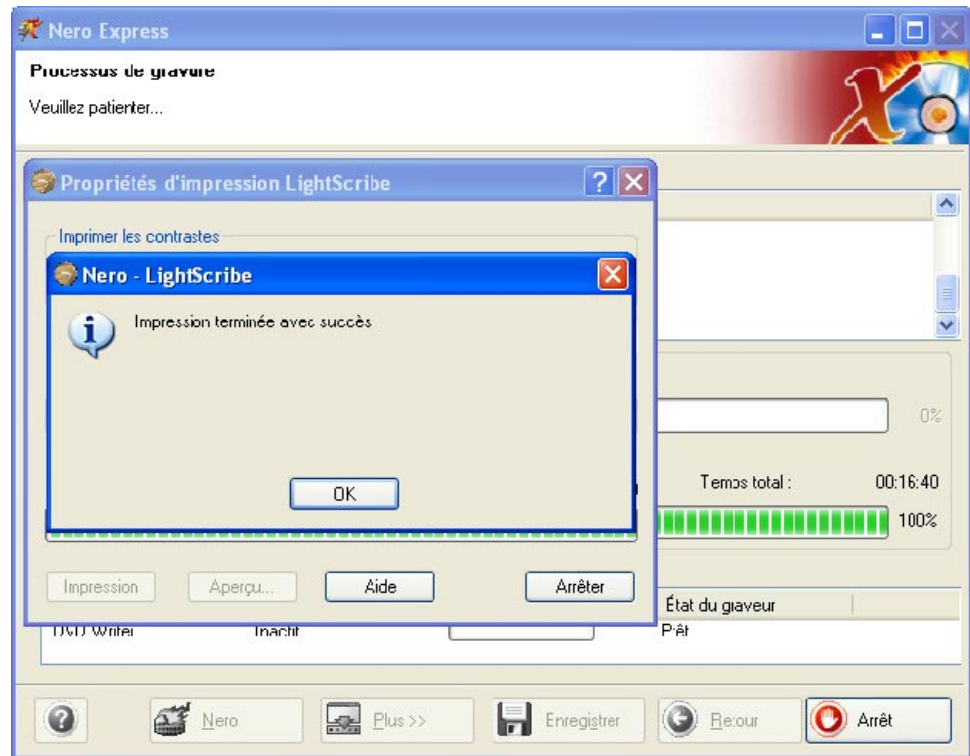 Nero Express
Processus de gravure
Veuillez patienter...
Propriétés d'impression LightScribe
Imprimer les contrastes
Nero - LightScribe
Impression terminée avec succès
OK
0%
Temps total : 00:16:40
100%
Impression Aperçu... Aide Arrêter
État du graveur
DVD Writer Inactif Prêt
Nero Plus >> Enregistrer Retour Arrêt